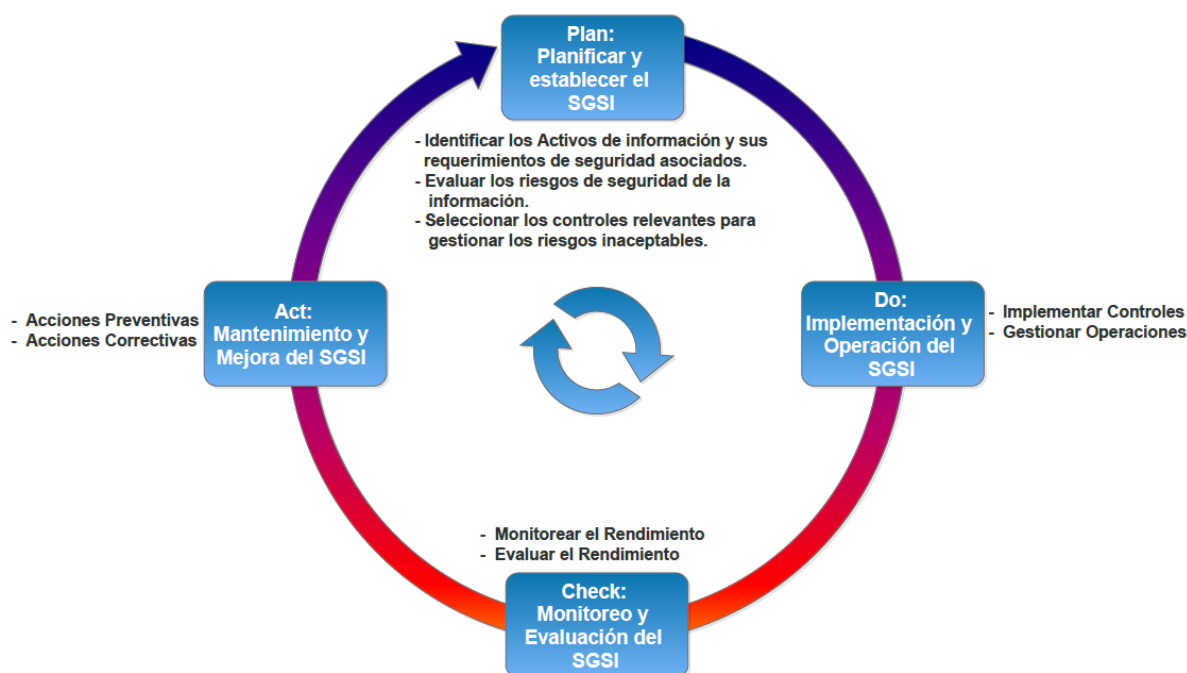 Plan:
Planificar y
establecer el
SGSI
- Identificar los Activos de información y sus
requerimientos de seguridad asociados.
- Evaluar los riesgos de seguridad de la
información.
- Seleccionar los controles relevantes para
gestionar los riesgos inaceptables.
Do:
Implementación y
Operación del
SGSI
- Implementar Controles
- Gestionar Operaciones
- Monitorear el Rendimiento
- Evaluar el Rendimiento
Check:
Monitoreo y
Evaluación del
SGSI
Act:
Mantenimiento y
Mejora del SGSI
- Acciones Preventivas
- Acciones Correctivas